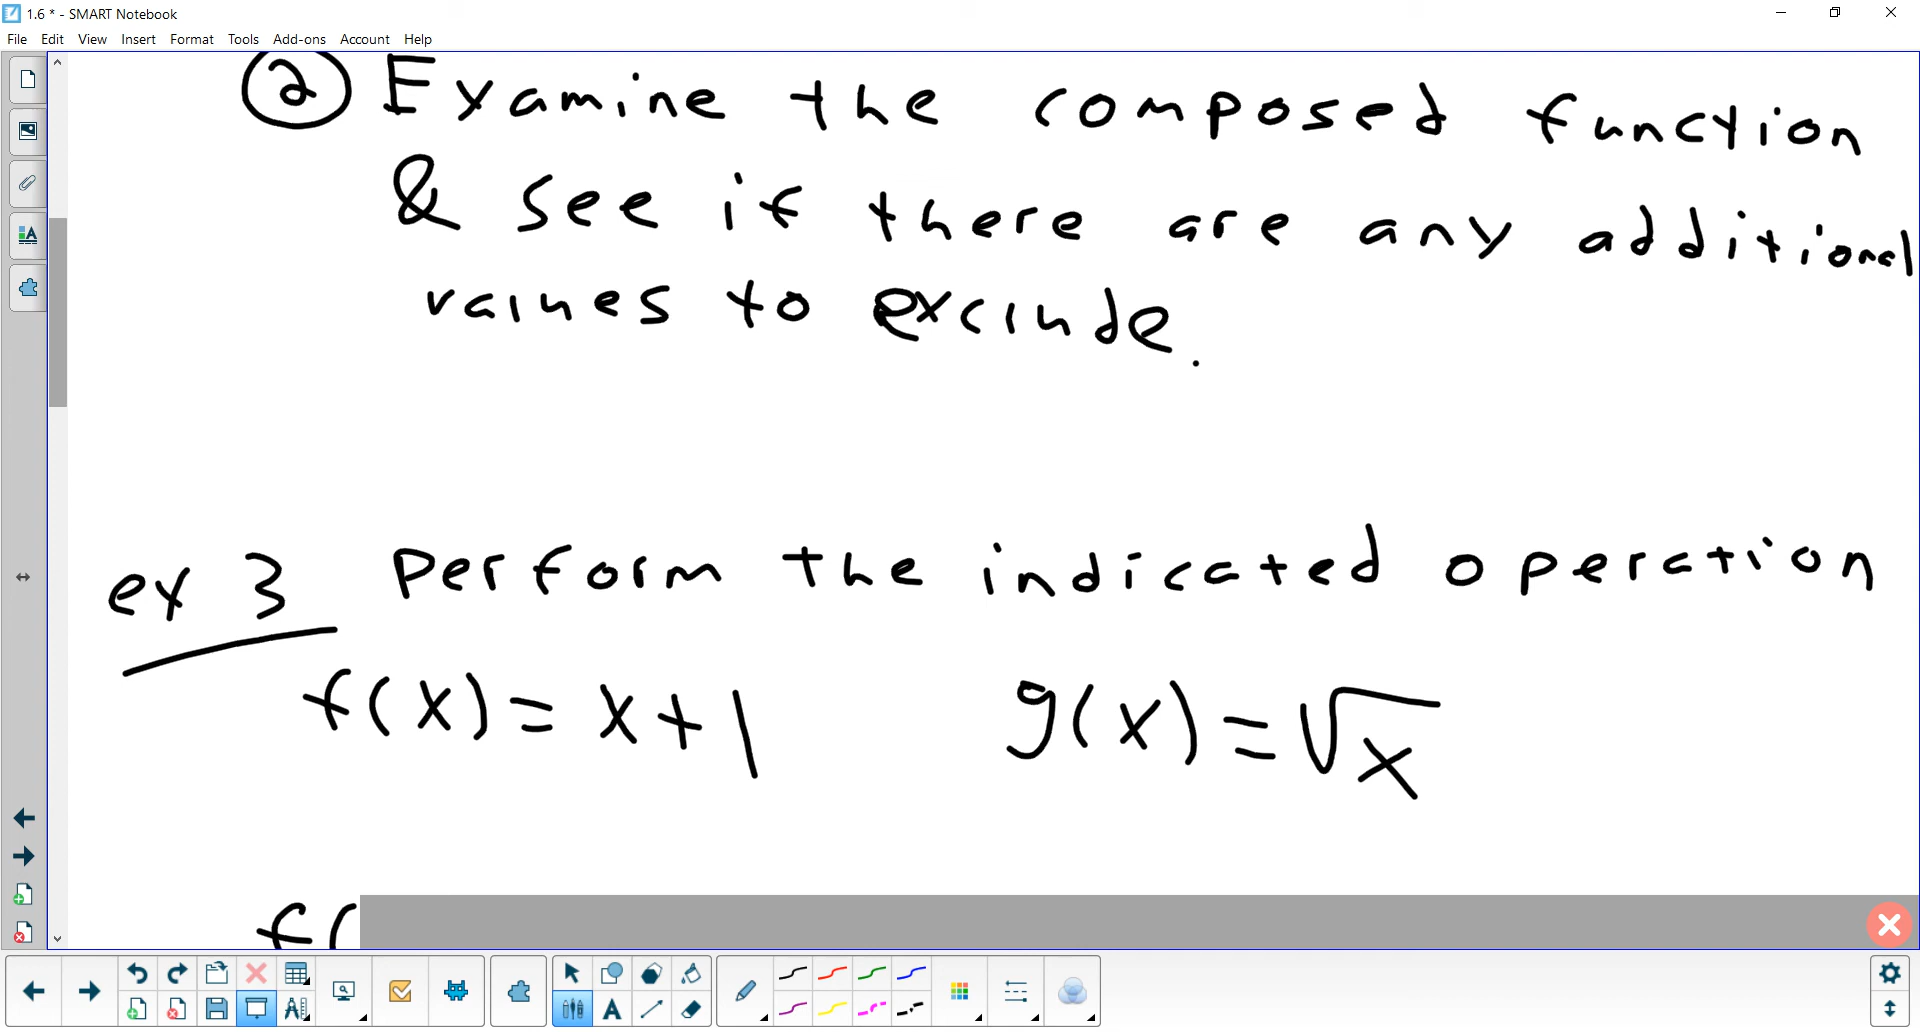 1.6 * - SMART Notebook
File Edit View Insert Format Tools Add-ons Account Help
② Examine the composed function
& see if there are any additional
values to exclude.
ex 3 Perform the indicated operation
f(x) = x + 1 g(x) = √x
f(